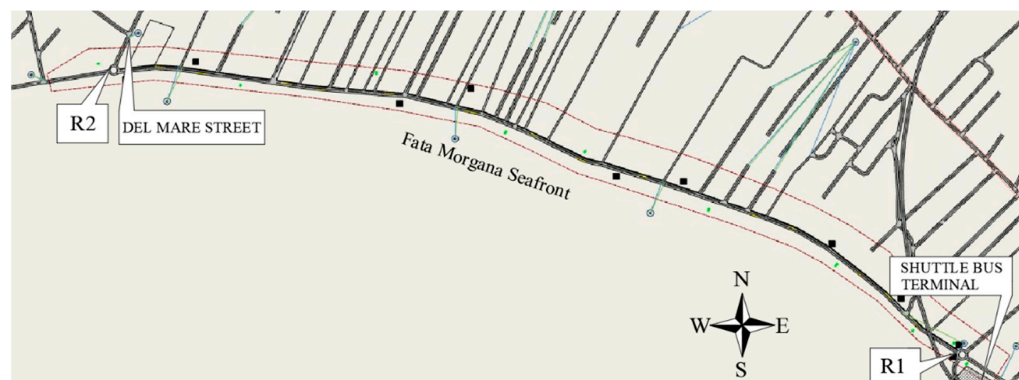 R2
DEL MARE STREET
Fata Morgana Seafront
N
W
E
S
SHUTTLE BUS
TERMINAL
R1